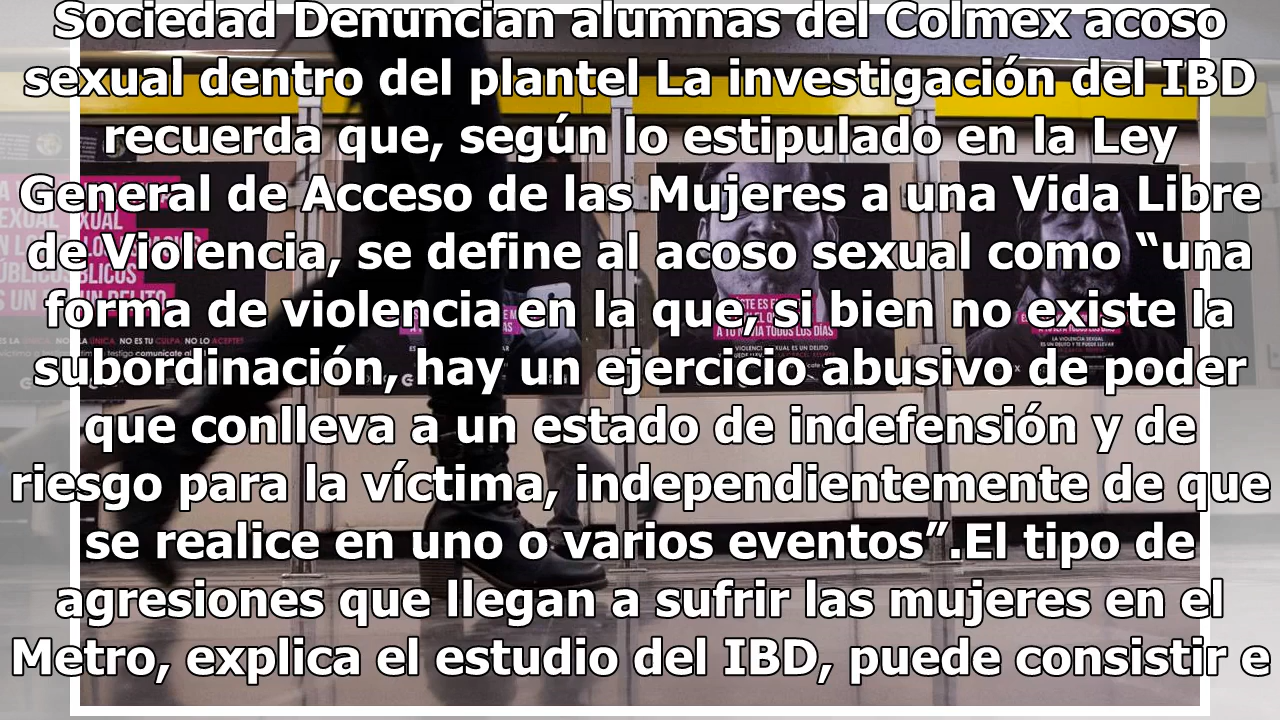 Sociedad Denuncian alumnas del Colmex acoso
sexual dentro del plantel La investigación del IBD
recuerda que, según lo estipulado en la Ley
General de Acceso de las Mujeres a una Vida Libre
de Violencia, se define al acoso sexual como “una
forma de violencia en la que, si bien no existe la
subordinación, hay un ejercicio abusivo de poder
que conlleva a un estado de indefensión y de
riesgo para la víctima, independientemente de que
se realice en uno o varios eventos”.El tipo de
agresiones que llegan a sufrir las mujeres en el
Metro, explica el estudio del IBD, puede consistir e